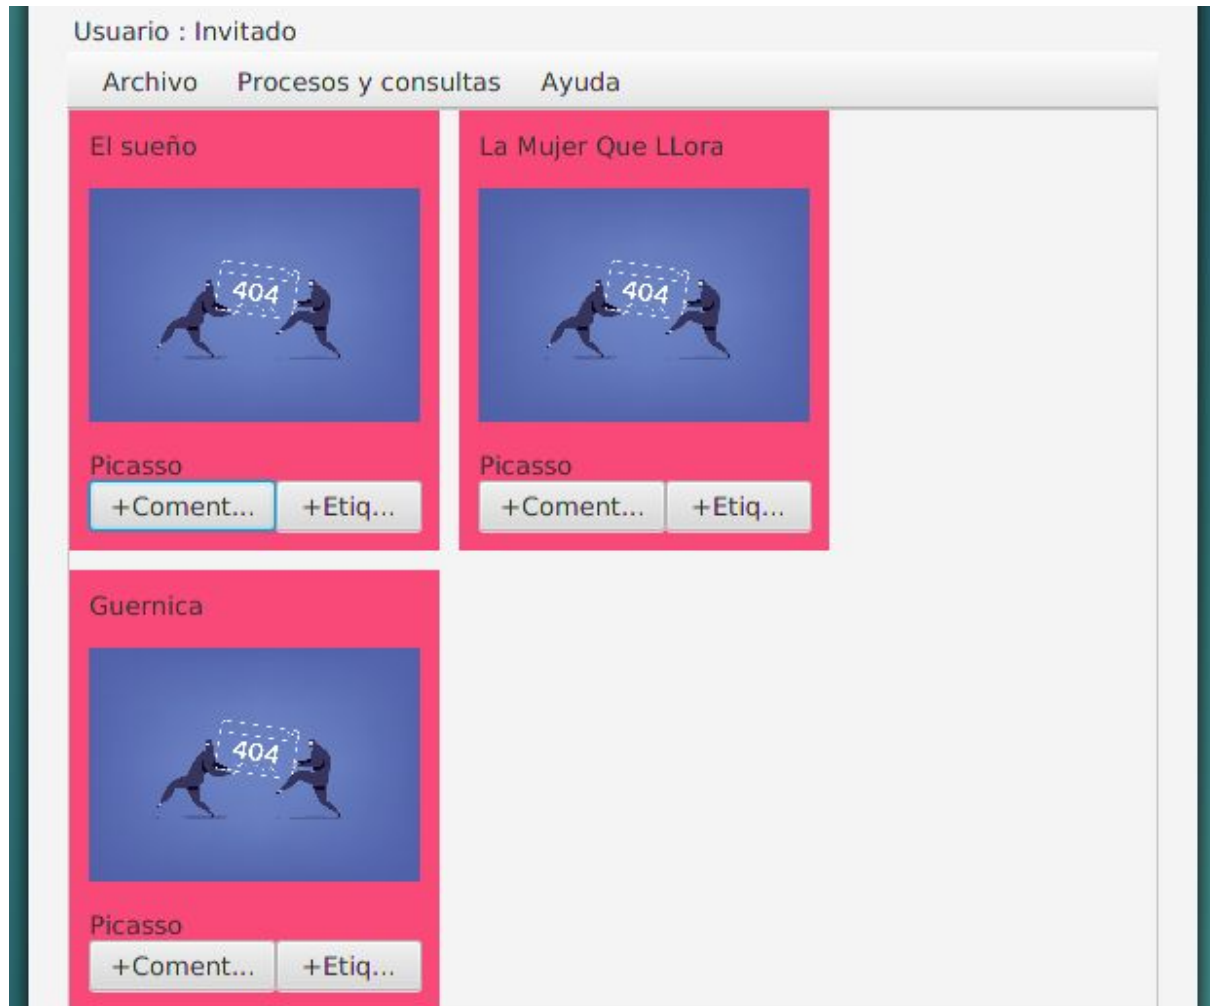 Usuario : Invitado
Archivo Procesos y consultas Ayuda
El sueño
404
Picasso
+Coment... +Etiq...
La Mujer Que LLora
404
Picasso
+Coment... +Etiq...
Guernica
404
Picasso
+Coment... +Etiq...